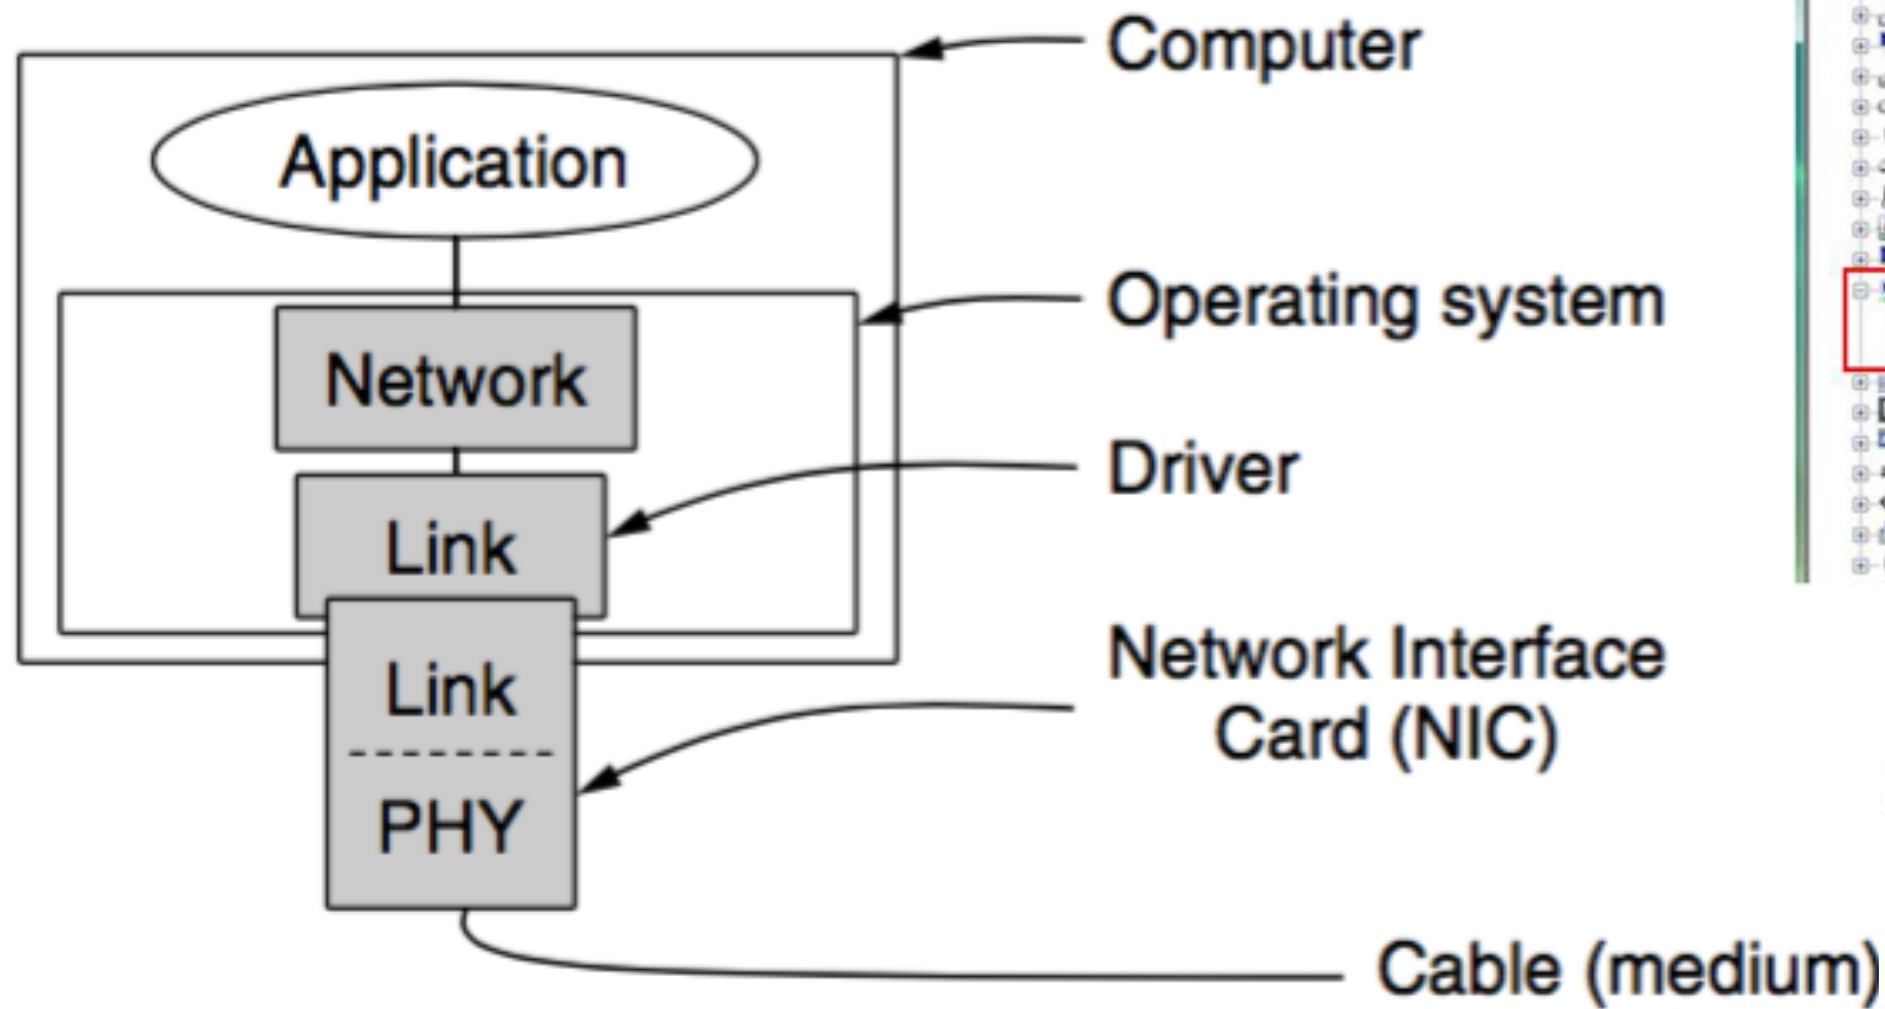 Computer
Application
Operating system
Network
Driver
Link
Network Interface
Card (NIC)
Link
PHY
Cable (medium)